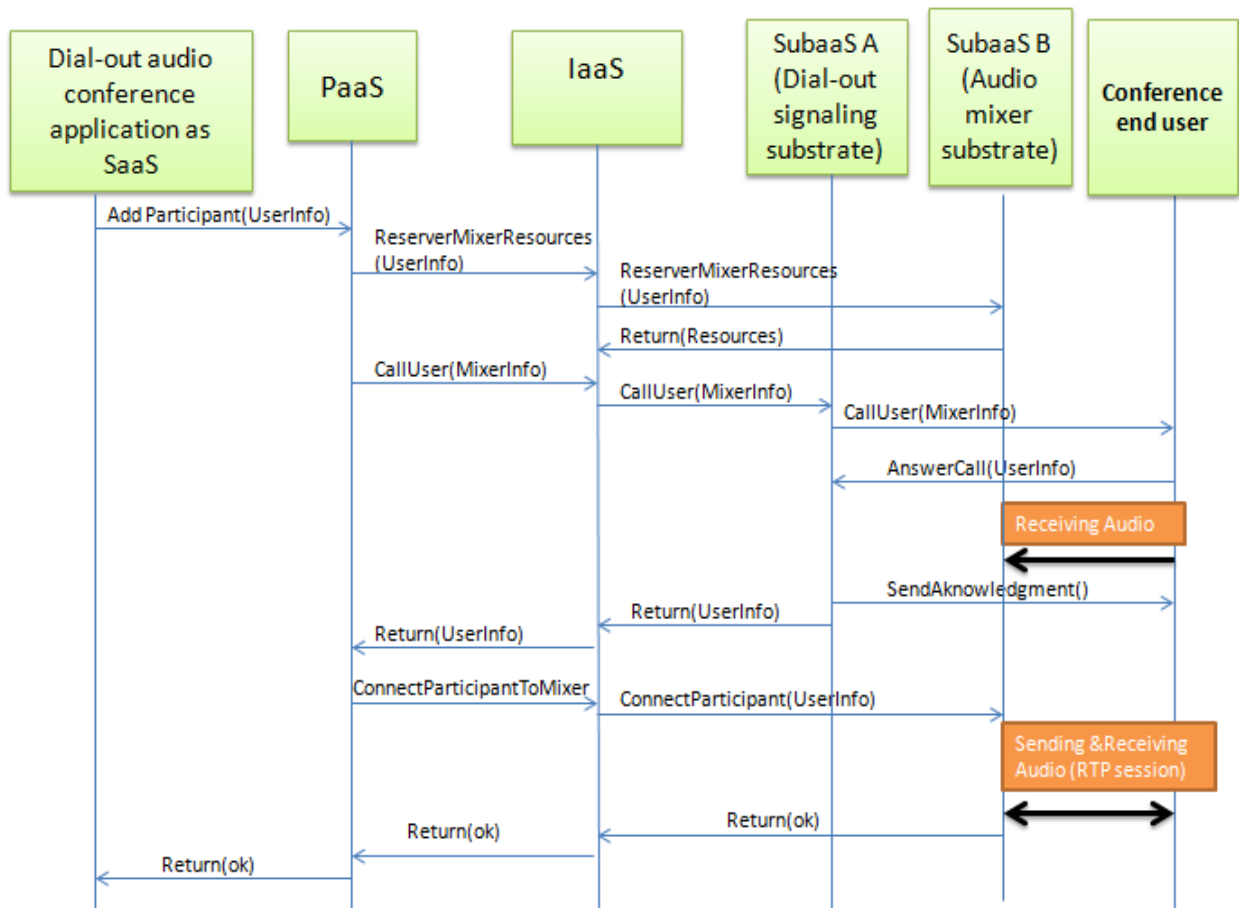 Dial-out audio
conference
application as
SaaS
PaaS
IaaS
SubaaS A
(Dial-out
signaling
substrate)
SubaaS B
(Audio
mixer
substrate)
Conference
end user
Add Participant(UserInfo)
ReserverMixerResources
(UserInfo)
ReserverMixerResources
(UserInfo)
Return(Resources)
CallUser(MixerInfo)
CallUser(MixerInfo)
CallUser(MixerInfo)
AnswerCall(UserInfo)
Receiving Audio
SendAknowledgment()
Return(UserInfo)
Return(UserInfo)
ConnectParticipantToMixer
ConnectParticipant(UserInfo)
Sending &Receiving
Audio (RTP session)
Return(ok)
Return(ok)
Return(ok)